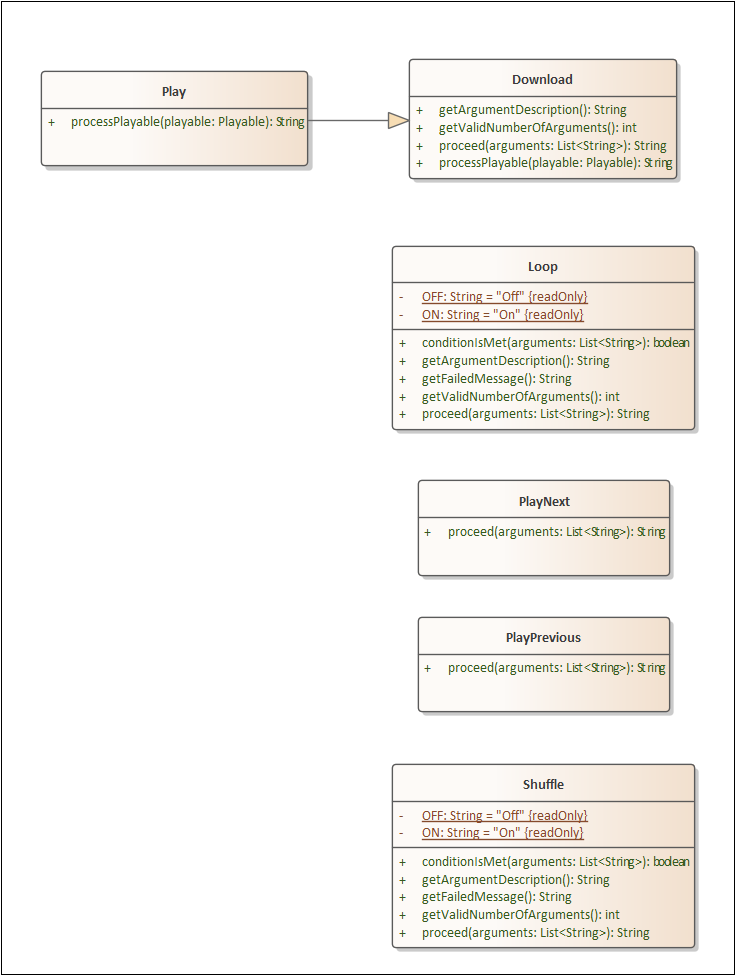 Play
+ processPlayable(playable: Playable): String
Download
+ getArgumentDescription(): String
+ getValidNumberOfArguments(): int
+ proceed(arguments: List<String>): String
+ processPlayable(playable: Playable): String
Loop
- OFF: String = "Off" {readOnly}
- ON: String = "On" {readOnly}
+ conditionIsMet(arguments: List<String>): boolean
+ getArgumentDescription(): String
+ getFailedMessage(): String
+ getValidNumberOfArguments(): int
+ proceed(arguments: List<String>): String
PlayNext
+ proceed(arguments: List<String>): String
PlayPrevious
+ proceed(arguments: List<String>): String
Shuffle
- OFF: String = "Off" {readOnly}
- ON: String = "On" {readOnly}
+ conditionIsMet(arguments: List<String>): boolean
+ getArgumentDescription(): String
+ getFailedMessage(): String
+ getValidNumberOfArguments(): int
+ proceed(arguments: List<String>): String